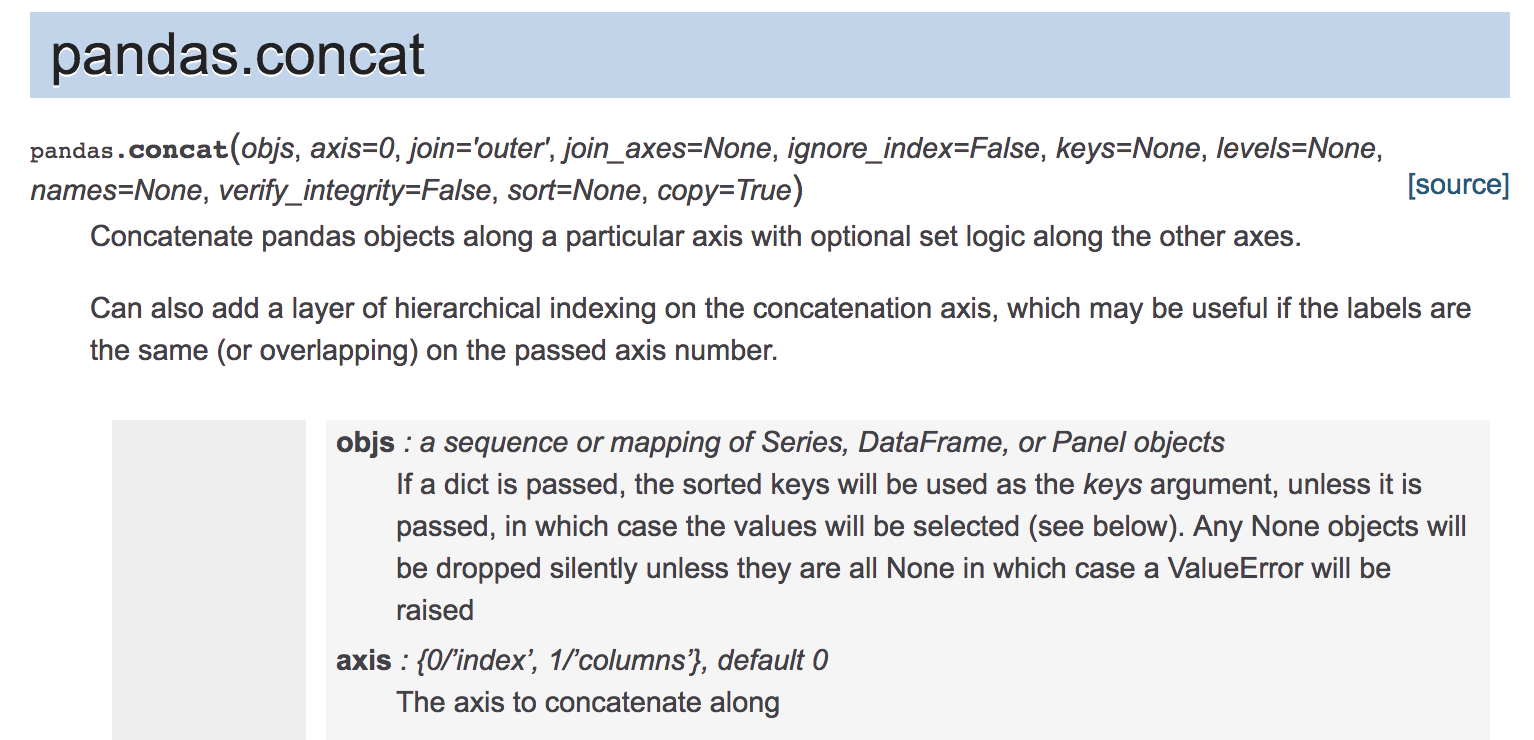 pandas.concat
pandas.concat(objs, axis=0, join='outer', join_axes=None, ignore_index=False, keys=None, levels=None,
names=None, verify_integrity=False, sort=None, copy=True)
[source]
Concatenate pandas objects along a particular axis with optional set logic along the other axes.
Can also add a layer of hierarchical indexing on the concatenation axis, which may be useful if the labels are
the same (or overlapping) on the passed axis number.
objs : a sequence or mapping of Series, DataFrame, or Panel objects
If a dict is passed, the sorted keys will be used as the keys argument, unless it is
passed, in which case the values will be selected (see below). Any None objects will
be dropped silently unless they are all None in which case a ValueError will be
raised
axis : {0/’index’, 1/’columns’}, default 0
The axis to concatenate along